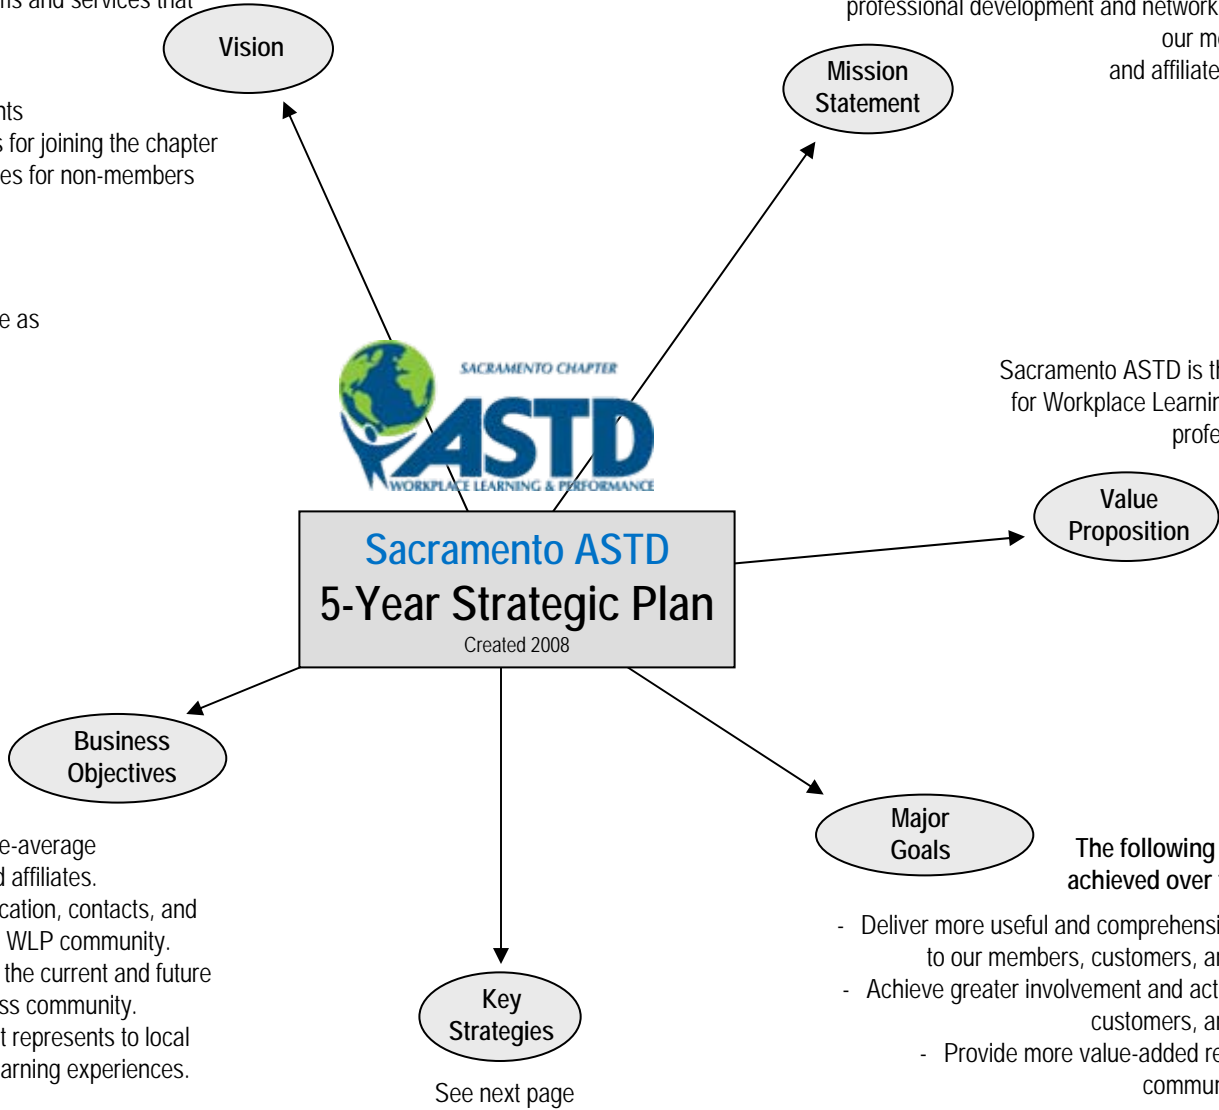 ms and services that
Vision
nts
s for joining the chapter
es for non-members
e as
professional development and network
our m
and affiliate
Mission
Statement
SACRAMENTO CHAPTER
ASTD
WORKPLACE LEARNING & PERFORMANCE
Sacramento ASTD is th
for Workplace Learnin
profe
Value
Proposition
Sacramento ASTD
5-Year Strategic Plan
Created 2008
Business
Objectives
e-average
d affiliates.
cation, contacts, and
WLP community.
the current and future
ss community.
t represents to local
arning experiences.
Key
Strategies
See next page
Major
Goals
The following
achieved over
- Deliver more useful and comprehensi
to our members, customers, a
- Achieve greater involvement and act
customers, a
- Provide more value-added re
commu